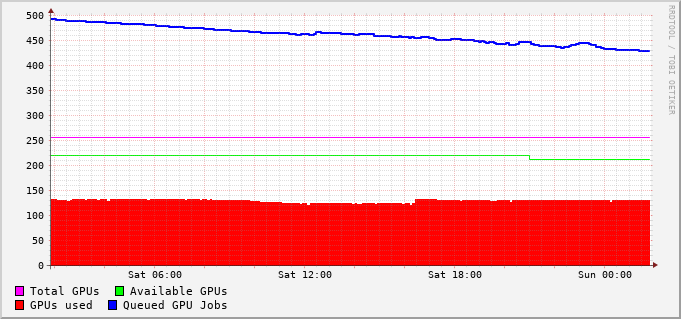 500
450
400
350
300
250
200
150
100
50
0
Sat 06:00 Sat 12:00 Sat 18:00 Sun 00:00
Total GPUs Available GPUs
GPUs used Queued GPU Jobs
RRDTOOL / TOBI OETIKER